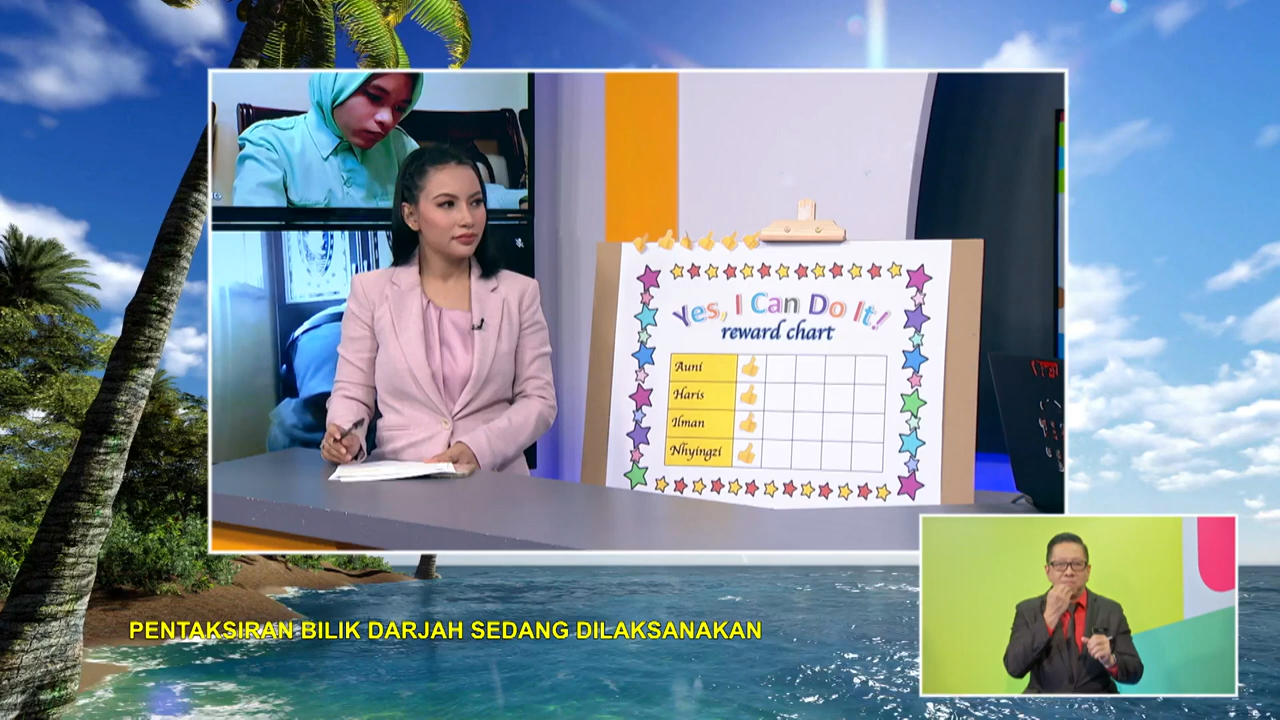 Yes, I Can Do It!
reward chart
Auni
Haris
Ilman
Nhyingzi
PENTAKSIRAN BILIK DARJAH SEDANG DILAKSANAKAN